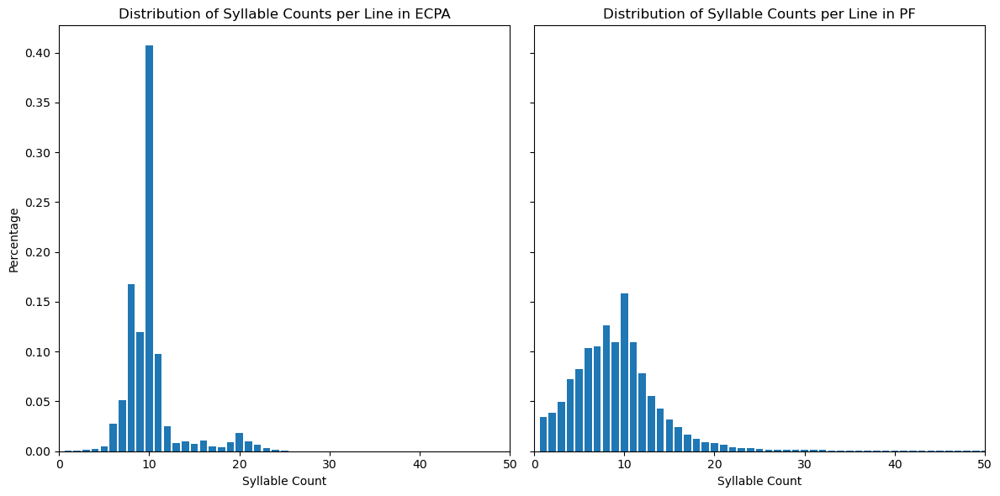 Distribution of Syllable Counts per Line in ECPA
Distribution of Syllable Counts per Line in PF
Percentage
0.40
0.35
0.30
0.25
0.20
0.15
0.10
0.05
0.00
0 10 20 30 40 50
0 10 20 30 40 50
Syllable Count
Syllable Count